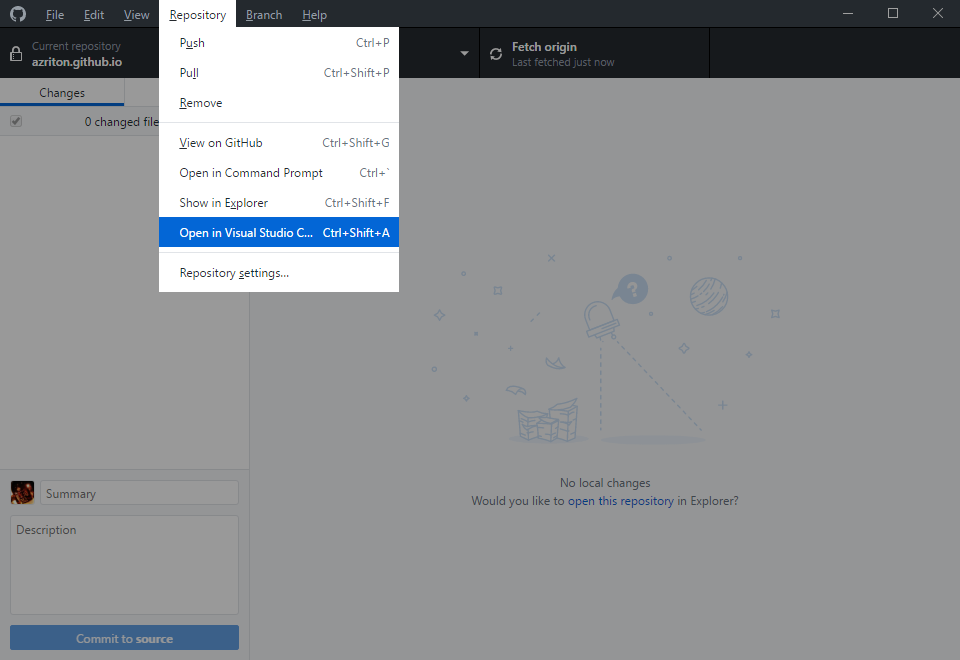 File Edit View Repository Branch Help
Current repository
azriton.github.io
Fetch origin
Last fetched just now
Changes
0 changed file
Push Ctrl+P
Pull Ctrl+Shift+P
Remove
View on GitHub Ctrl+Shift+G
Open in Command Prompt Ctrl+`
Show in Explorer Ctrl+Shift+F
Open in Visual Studio C... Ctrl+Shift+A
Repository settings...
?
No local changes
Would you like to open this repository in Explorer?
Summary
Description
Commit to source